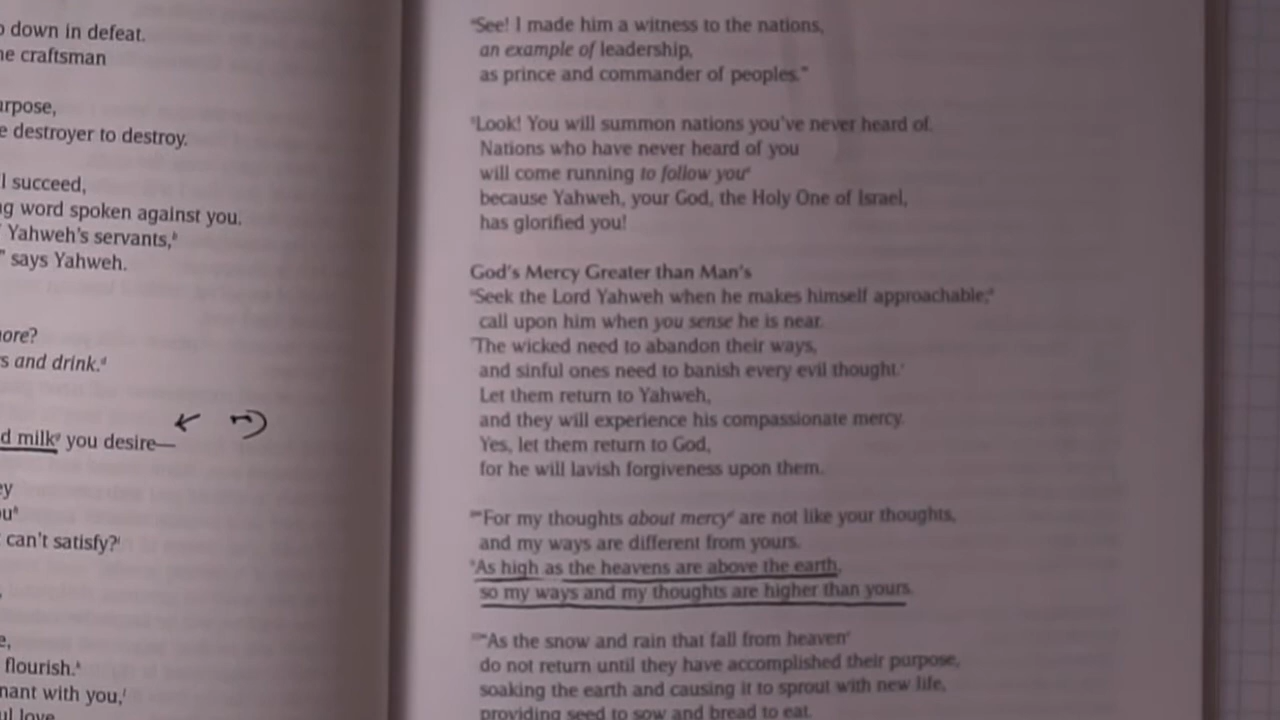 down in defeat.
craftsman
destroyer to destroy.
succeed,
word spoken against you.
Yahweh's servants,ᵇ
" says Yahweh.
and drink.ᵈ
milk you desire—
can't satisfy?ⁱ
flourish.ᵏ
with you,ˡ
love
"See! I made him a witness to the nations,
an example of leadership,
as prince and commander of peoples."
Look! You will summon nations you've never heard of.
Nations who have never heard of you
will come running to follow you
because Yahweh, your God, the Holy One of Israel,
has glorified you!
God's Mercy Greater than Man's
Seek the Lord Yahweh when he makes himself approachable;
call upon him when you sense he is near.
The wicked need to abandon their ways,
and sinful ones need to banish every evil thought.
Let them return to Yahweh,
and they will experience his compassionate mercy.
Yes, let them return to God,
for he will lavish forgiveness upon them.
"For my thoughts about mercy are not like your thoughts,
and my ways are different from yours.
As high as the heavens are above the earth,
so my ways and my thoughts are higher than yours.
"As the snow and rain that fall from heaven
do not return until they have accomplished their purpose,
soaking the earth and causing it to sprout with new life,
providing seed to sow and bread to eat.